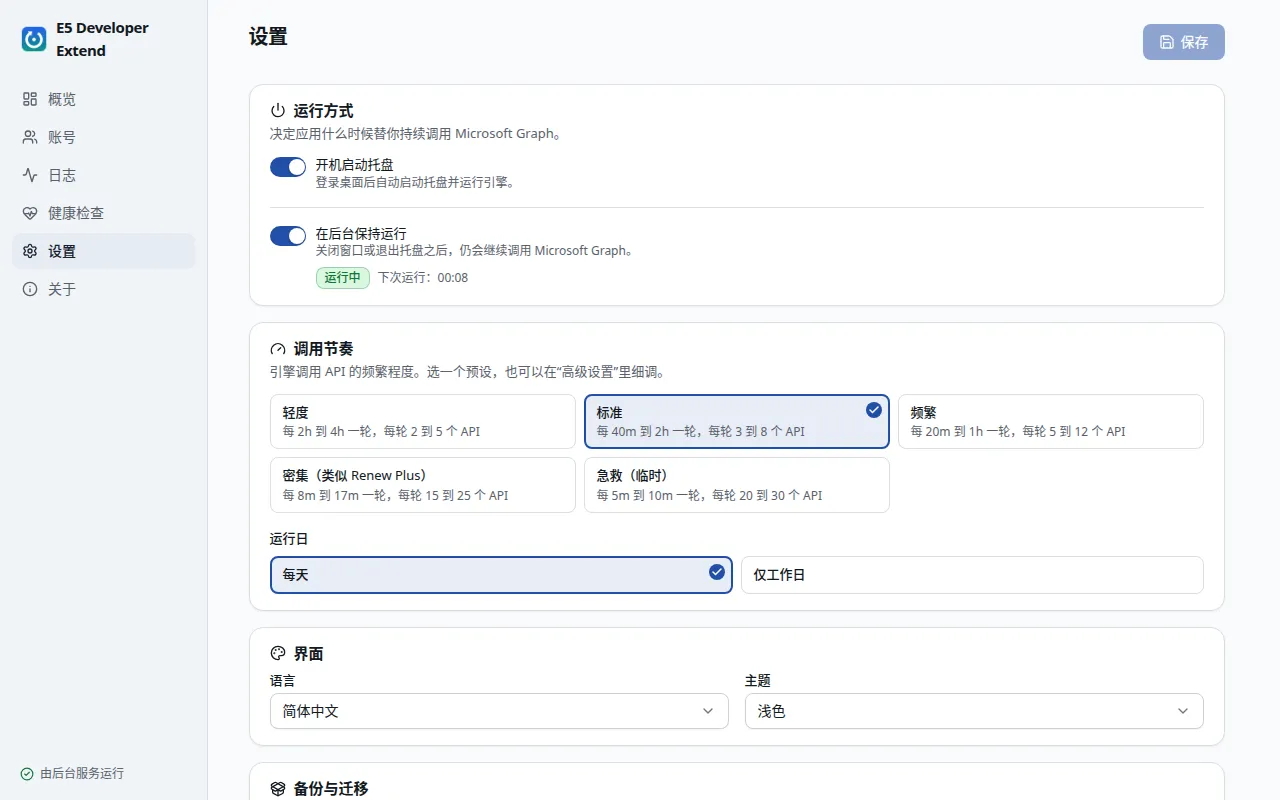 E5 Developer
Extend
概览
账号
日志
健康检查
设置
关于
由后台服务运行
设置
保存
运行方式
决定应用什么时候替你持续调用 Microsoft Graph。
开机启动托盘
登录桌面后自动启动托盘并运行引擎。
在后台保持运行
关闭窗口或退出托盘之后，仍会继续调用 Microsoft Graph。
运行中 下次运行：00:08
调用节奏
引擎调用 API 的频繁程度。选一个预设，也可以在“高级设置”里细调。
轻度
每 2h 到 4h 一轮，每轮 2 到 5 个 API
标准
每 40m 到 2h 一轮，每轮 3 到 8 个 API
频繁
每 20m 到 1h 一轮，每轮 5 到 12 个 API
密集（类似 Renew Plus）
每 8m 到 17m 一轮，每轮 15 到 25 个 API
急救（临时）
每 5m 到 10m 一轮，每轮 20 到 30 个 API
运行日
每天
仅工作日
界面
语言
简体中文
主题
浅色
备份与迁移